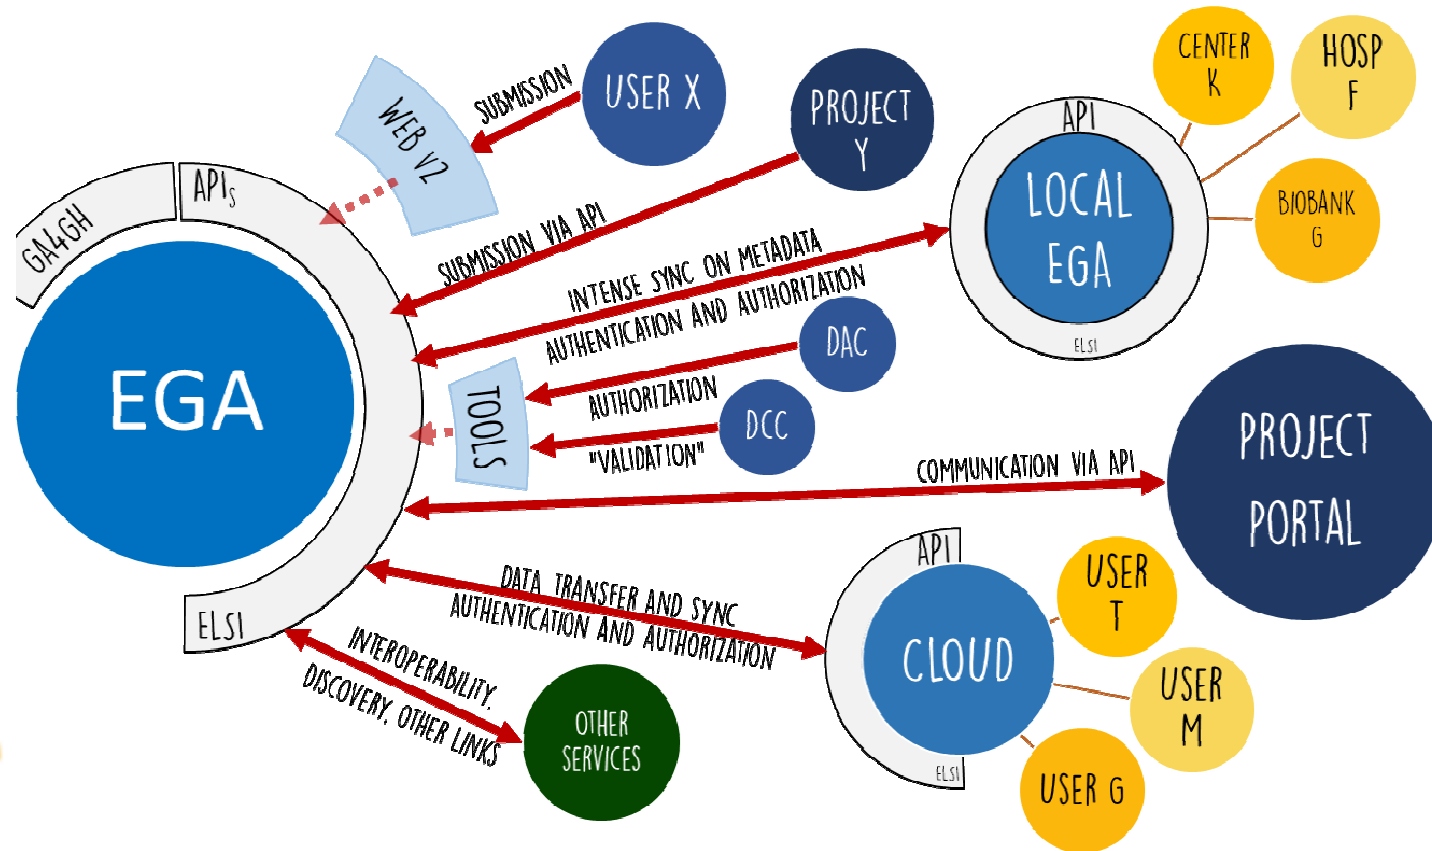 GA4GH
APIs
EGA
ELSI
WEB V2
SUBMISSION
USER X
PROJECT
Y
SUBMISSION VIA API
INTENSE SYNC ON METADATA
AUTHENTICATION AND AUTHORIZATION
API
LOCAL
EGA
ELSI
CENTER
K
HOSP
F
BIOBANK
G
TOOLS
AUTHORIZATION
DAC
"VALIDATION"
DCC
COMMUNICATION VIA API
PROJECT
PORTAL
DATA TRANSFER AND SYNC
AUTHENTICATION AND AUTHORIZATION
API
CLOUD
ELSI
USER
T
USER
M
USER G
INTEROPERABILITY,
DISCOVERY, OTHER LINKS
OTHER
SERVICES